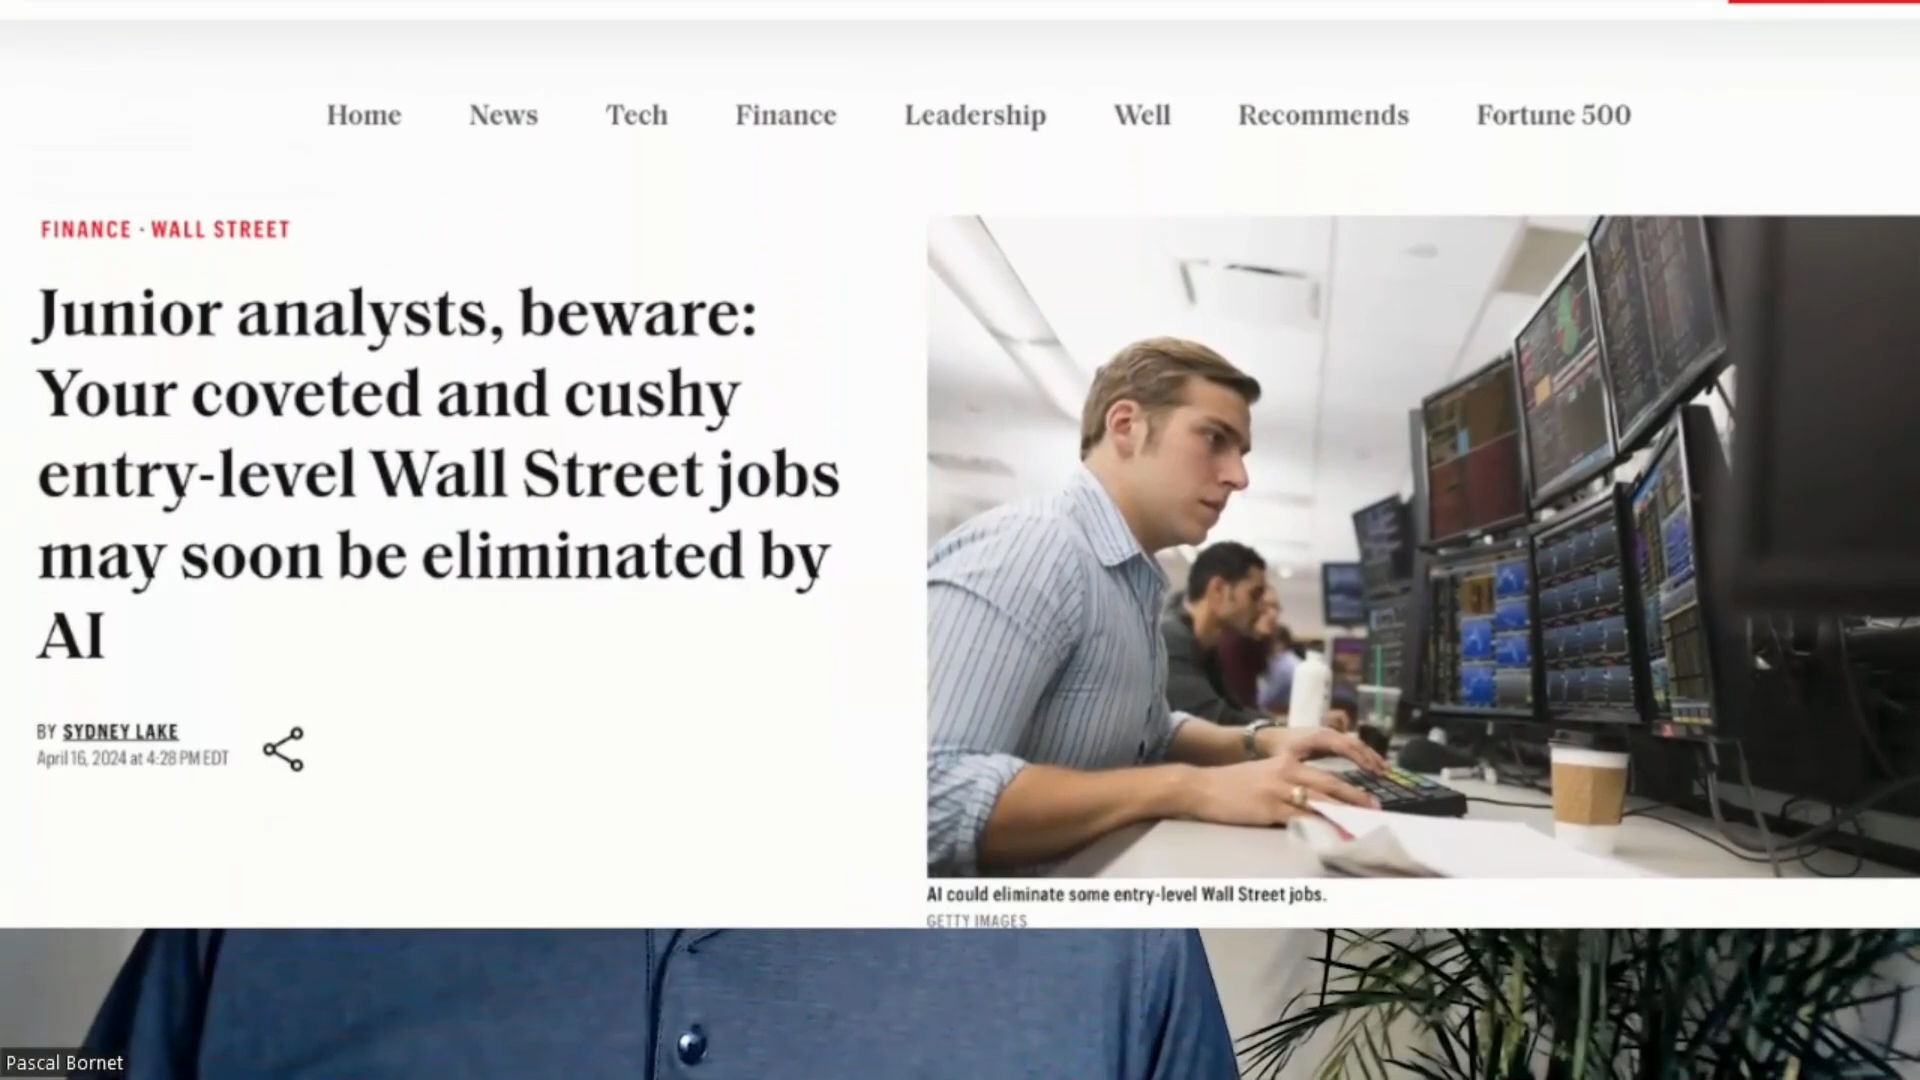 Home News Tech Finance Leadership Well Recommends Fortune 500
FINANCE · WALL STREET
Junior analysts, beware:
Your coveted and cushy
entry-level Wall Street jobs
may soon be eliminated by
AI
BY SYDNEY LAKE
April 16, 2024 at 4:28 PM EDT
AI could eliminate some entry-level Wall Street jobs.
GETTY IMAGES
Pascal Bornet